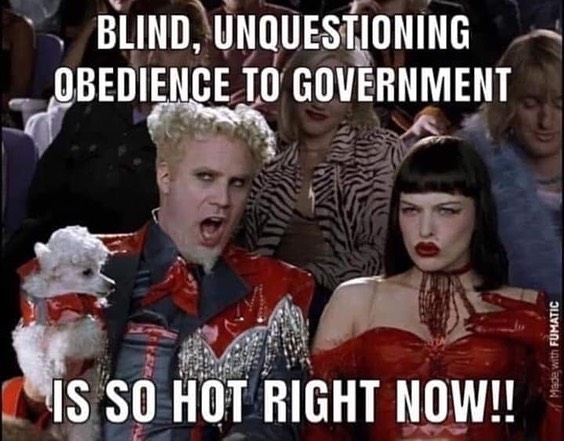 BLIND, UNQUESTIONING
OBEDIENCE TO GOVERNMENT
IS SO HOT RIGHT NOW!!
Made with FUMATIC